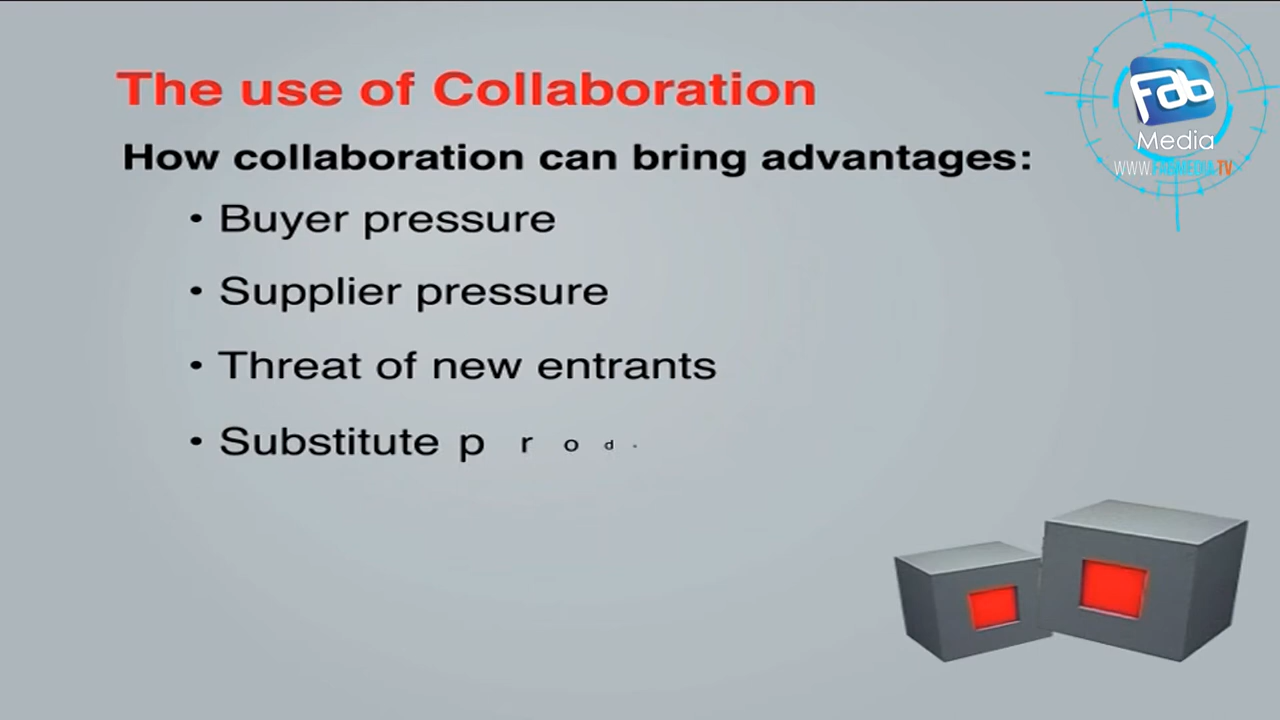 The use of Collaboration
How collaboration can bring advantages:
• Buyer pressure
• Supplier pressure
• Threat of new entrants
• Substitute prod
Fab
Media
WWW.FABMEDIA.TV